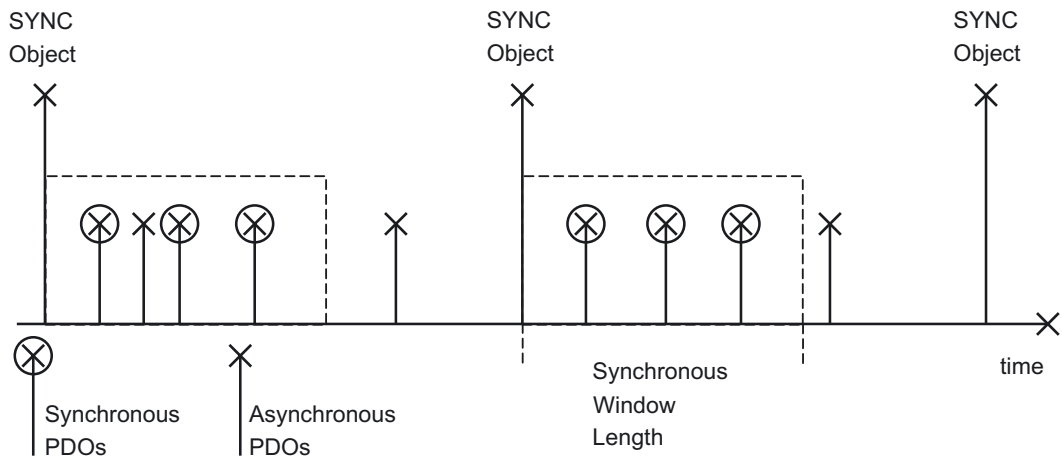 SYNC
Object
SYNC
Object
SYNC
Object
time
Synchronous
PDOs
Asynchronous
PDOs
Synchronous
Window
Length